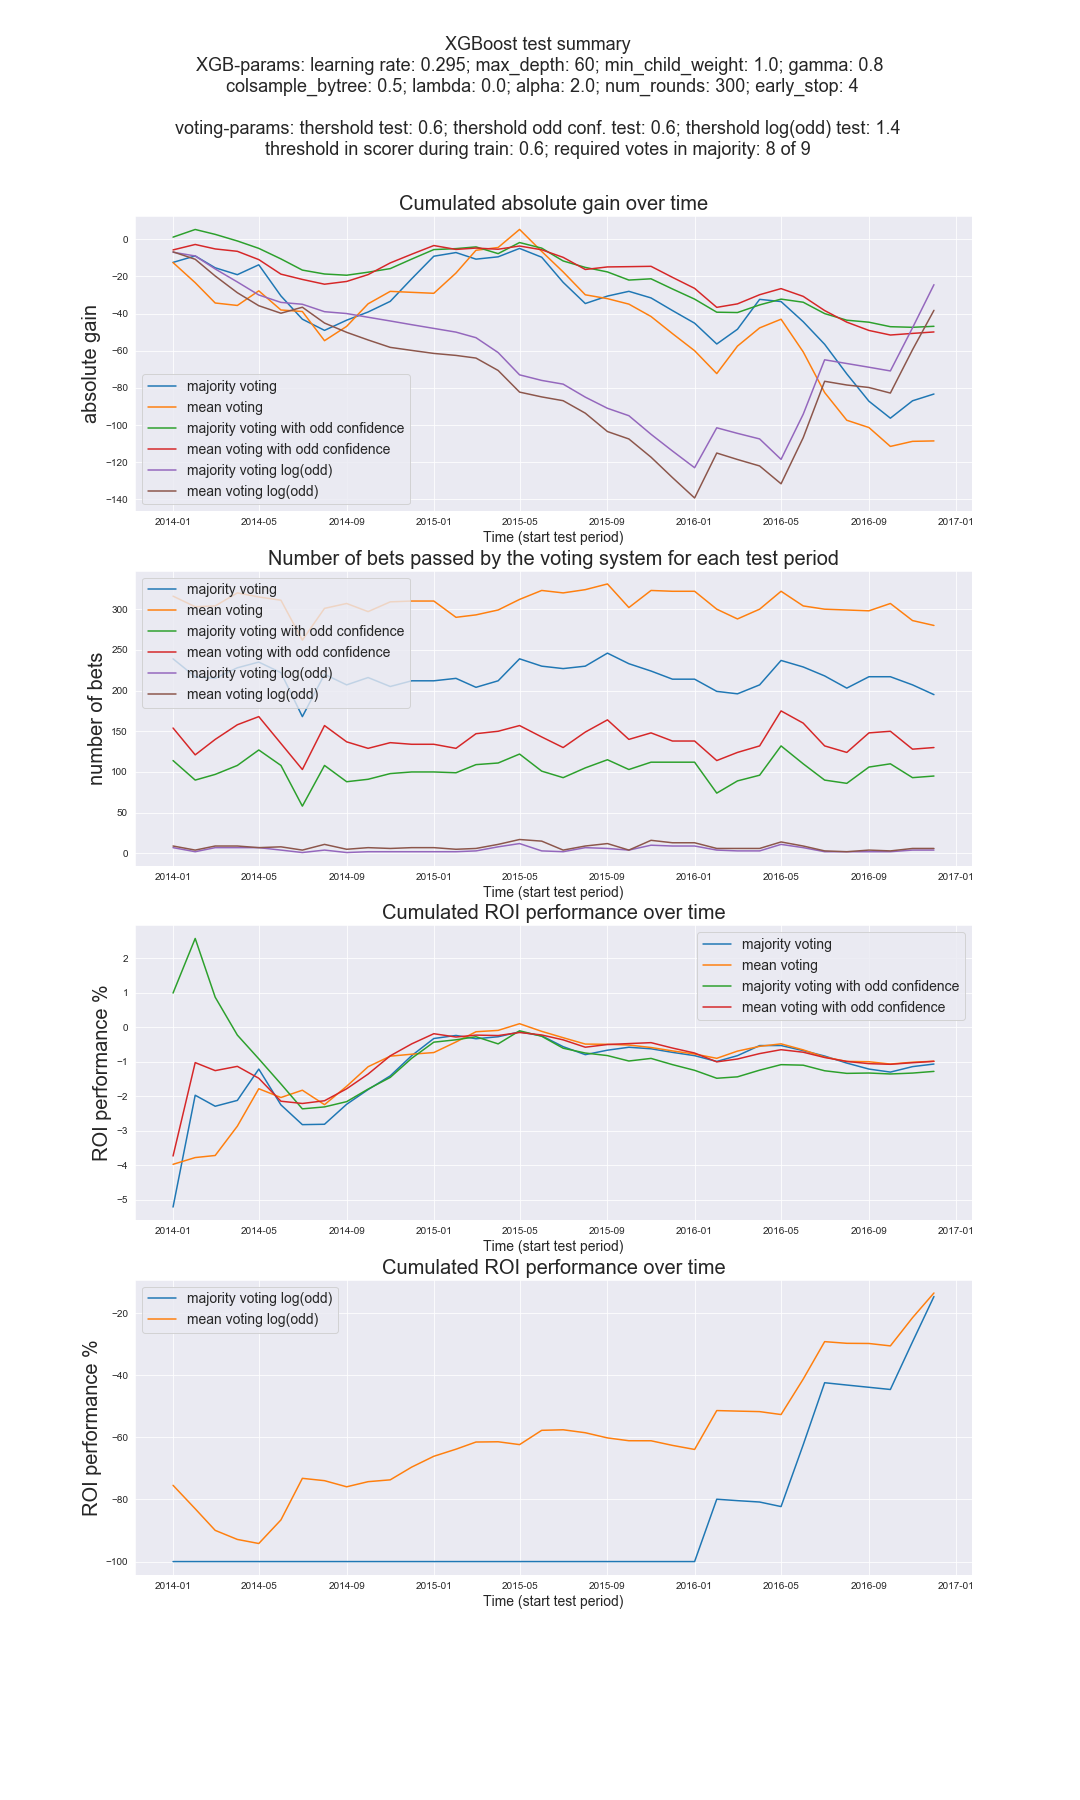 XGBoost test summary
XGB-params: learning rate: 0.295; max_depth: 60; min_child_weight: 1.0; gamma: 0.8
colsample_bytree: 0.5; lambda: 0.0; alpha: 2.0; num_rounds: 300; early_stop: 4
voting-params: thershold test: 0.6; thershold odd conf. test: 0.6; thershold log(odd) test: 1.4
threshold in scorer during train: 0.6; required votes in majority: 8 of 9
Cumulated absolute gain over time
absolute gain
0
−20
−40
−60
−80
−100
−120
−140
majority voting
mean voting
majority voting with odd confidence
mean voting with odd confidence
majority voting log(odd)
mean voting log(odd)
2014-01 2014-05 2014-09 2015-01 2015-05 2015-09 2016-01 2016-05 2016-09 2017-01
Time (start test period)
Number of bets passed by the voting system for each test period
number of bets
300
250
200
150
100
50
0
majority voting
mean voting
majority voting with odd confidence
mean voting with odd confidence
majority voting log(odd)
mean voting log(odd)
2014-01 2014-05 2014-09 2015-01 2015-05 2015-09 2016-01 2016-05 2016-09 2017-01
Time (start test period)
Cumulated ROI performance over time
ROI performance %
2
1
0
−1
−2
−3
−4
−5
majority voting
mean voting
majority voting with odd confidence
mean voting with odd confidence
2014-01 2014-05 2014-09 2015-01 2015-05 2015-09 2016-01 2016-05 2016-09 2017-01
Time (start test period)
Cumulated ROI performance over time
ROI performance %
−20
−40
−60
−80
−100
majority voting log(odd)
mean voting log(odd)
2014-01 2014-05 2014-09 2015-01 2015-05 2015-09 2016-01 2016-05 2016-09 2017-01
Time (start test period)